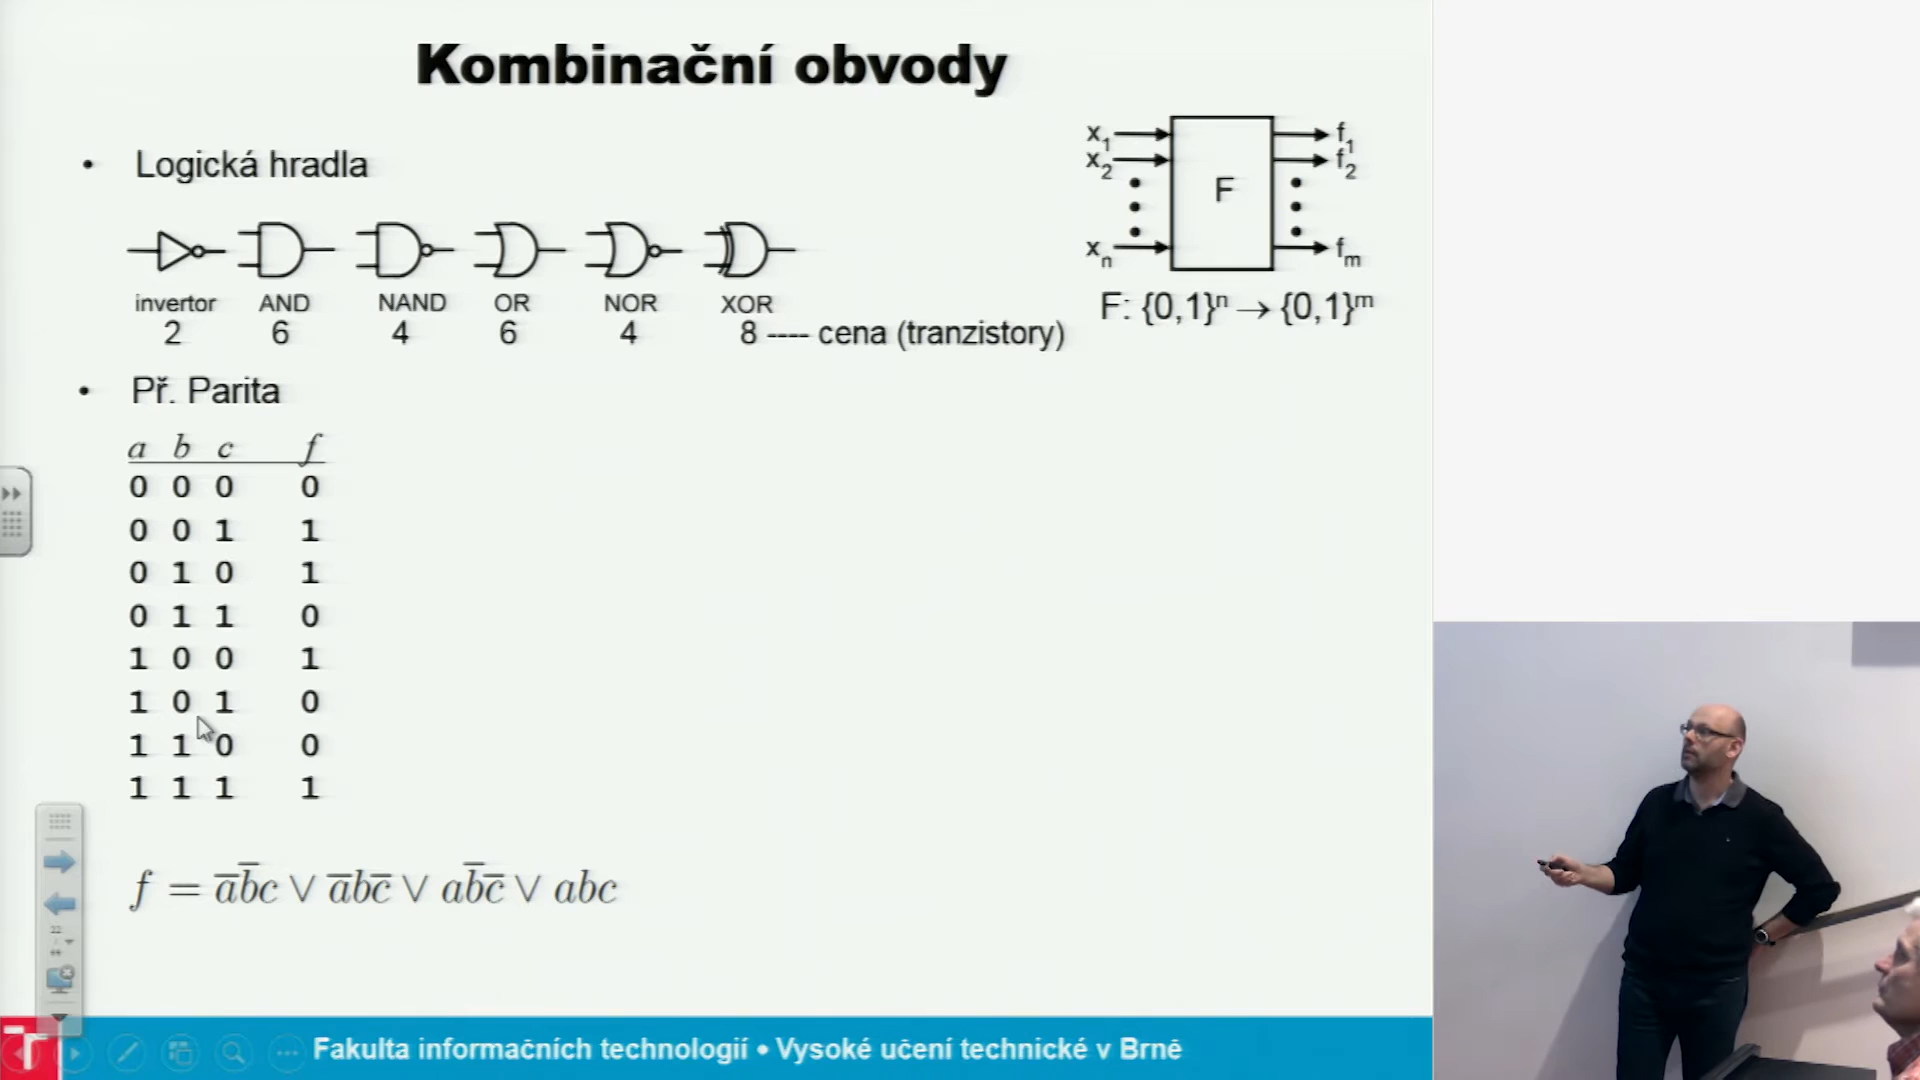 Kombinační obvody
• Logická hradla
invertor AND NAND OR NOR XOR
2 6 4 6 4 8 ---- cena (tranzistory)
x1 f1
x2 f2
F
xn fm
F: {0,1}ⁿ → {0,1}ᵐ
• Př. Parita
a b c f
0 0 0 0
0 0 1 1
0 1 0 1
0 1 1 0
1 0 0 1
1 0 1 0
1 1 0 0
1 1 1 1
f = a̅b̅c ∨ a̅bc̅ ∨ ab̅c̅ ∨ abc
Fakulta informačních technologií • Vysoké učení technické v Brně